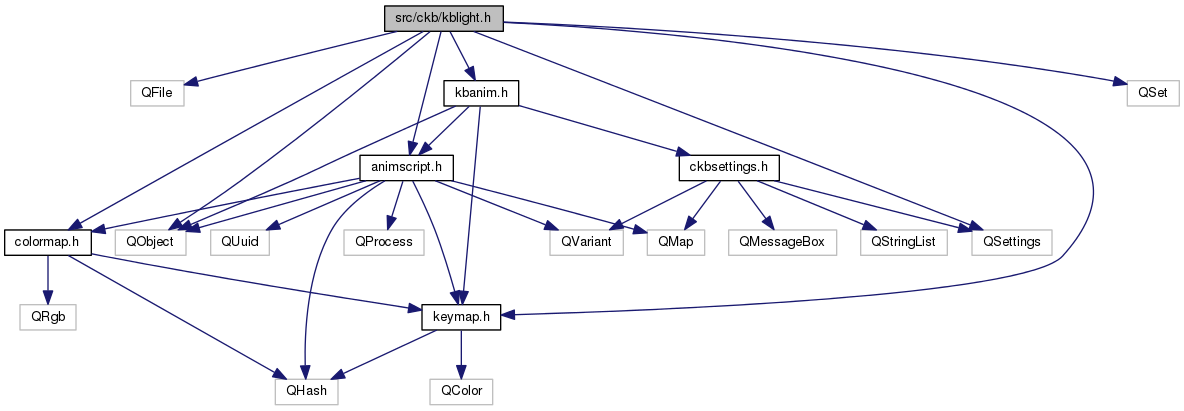 src/ckb/kblight.h
QFile
kbanim.h
QSet
animscript.h
ckbsettings.h
colormap.h
QObject
QUuid
QProcess
QVariant
QMap
QMessageBox
QStringList
QSettings
QRgb
keymap.h
QHash
QColor